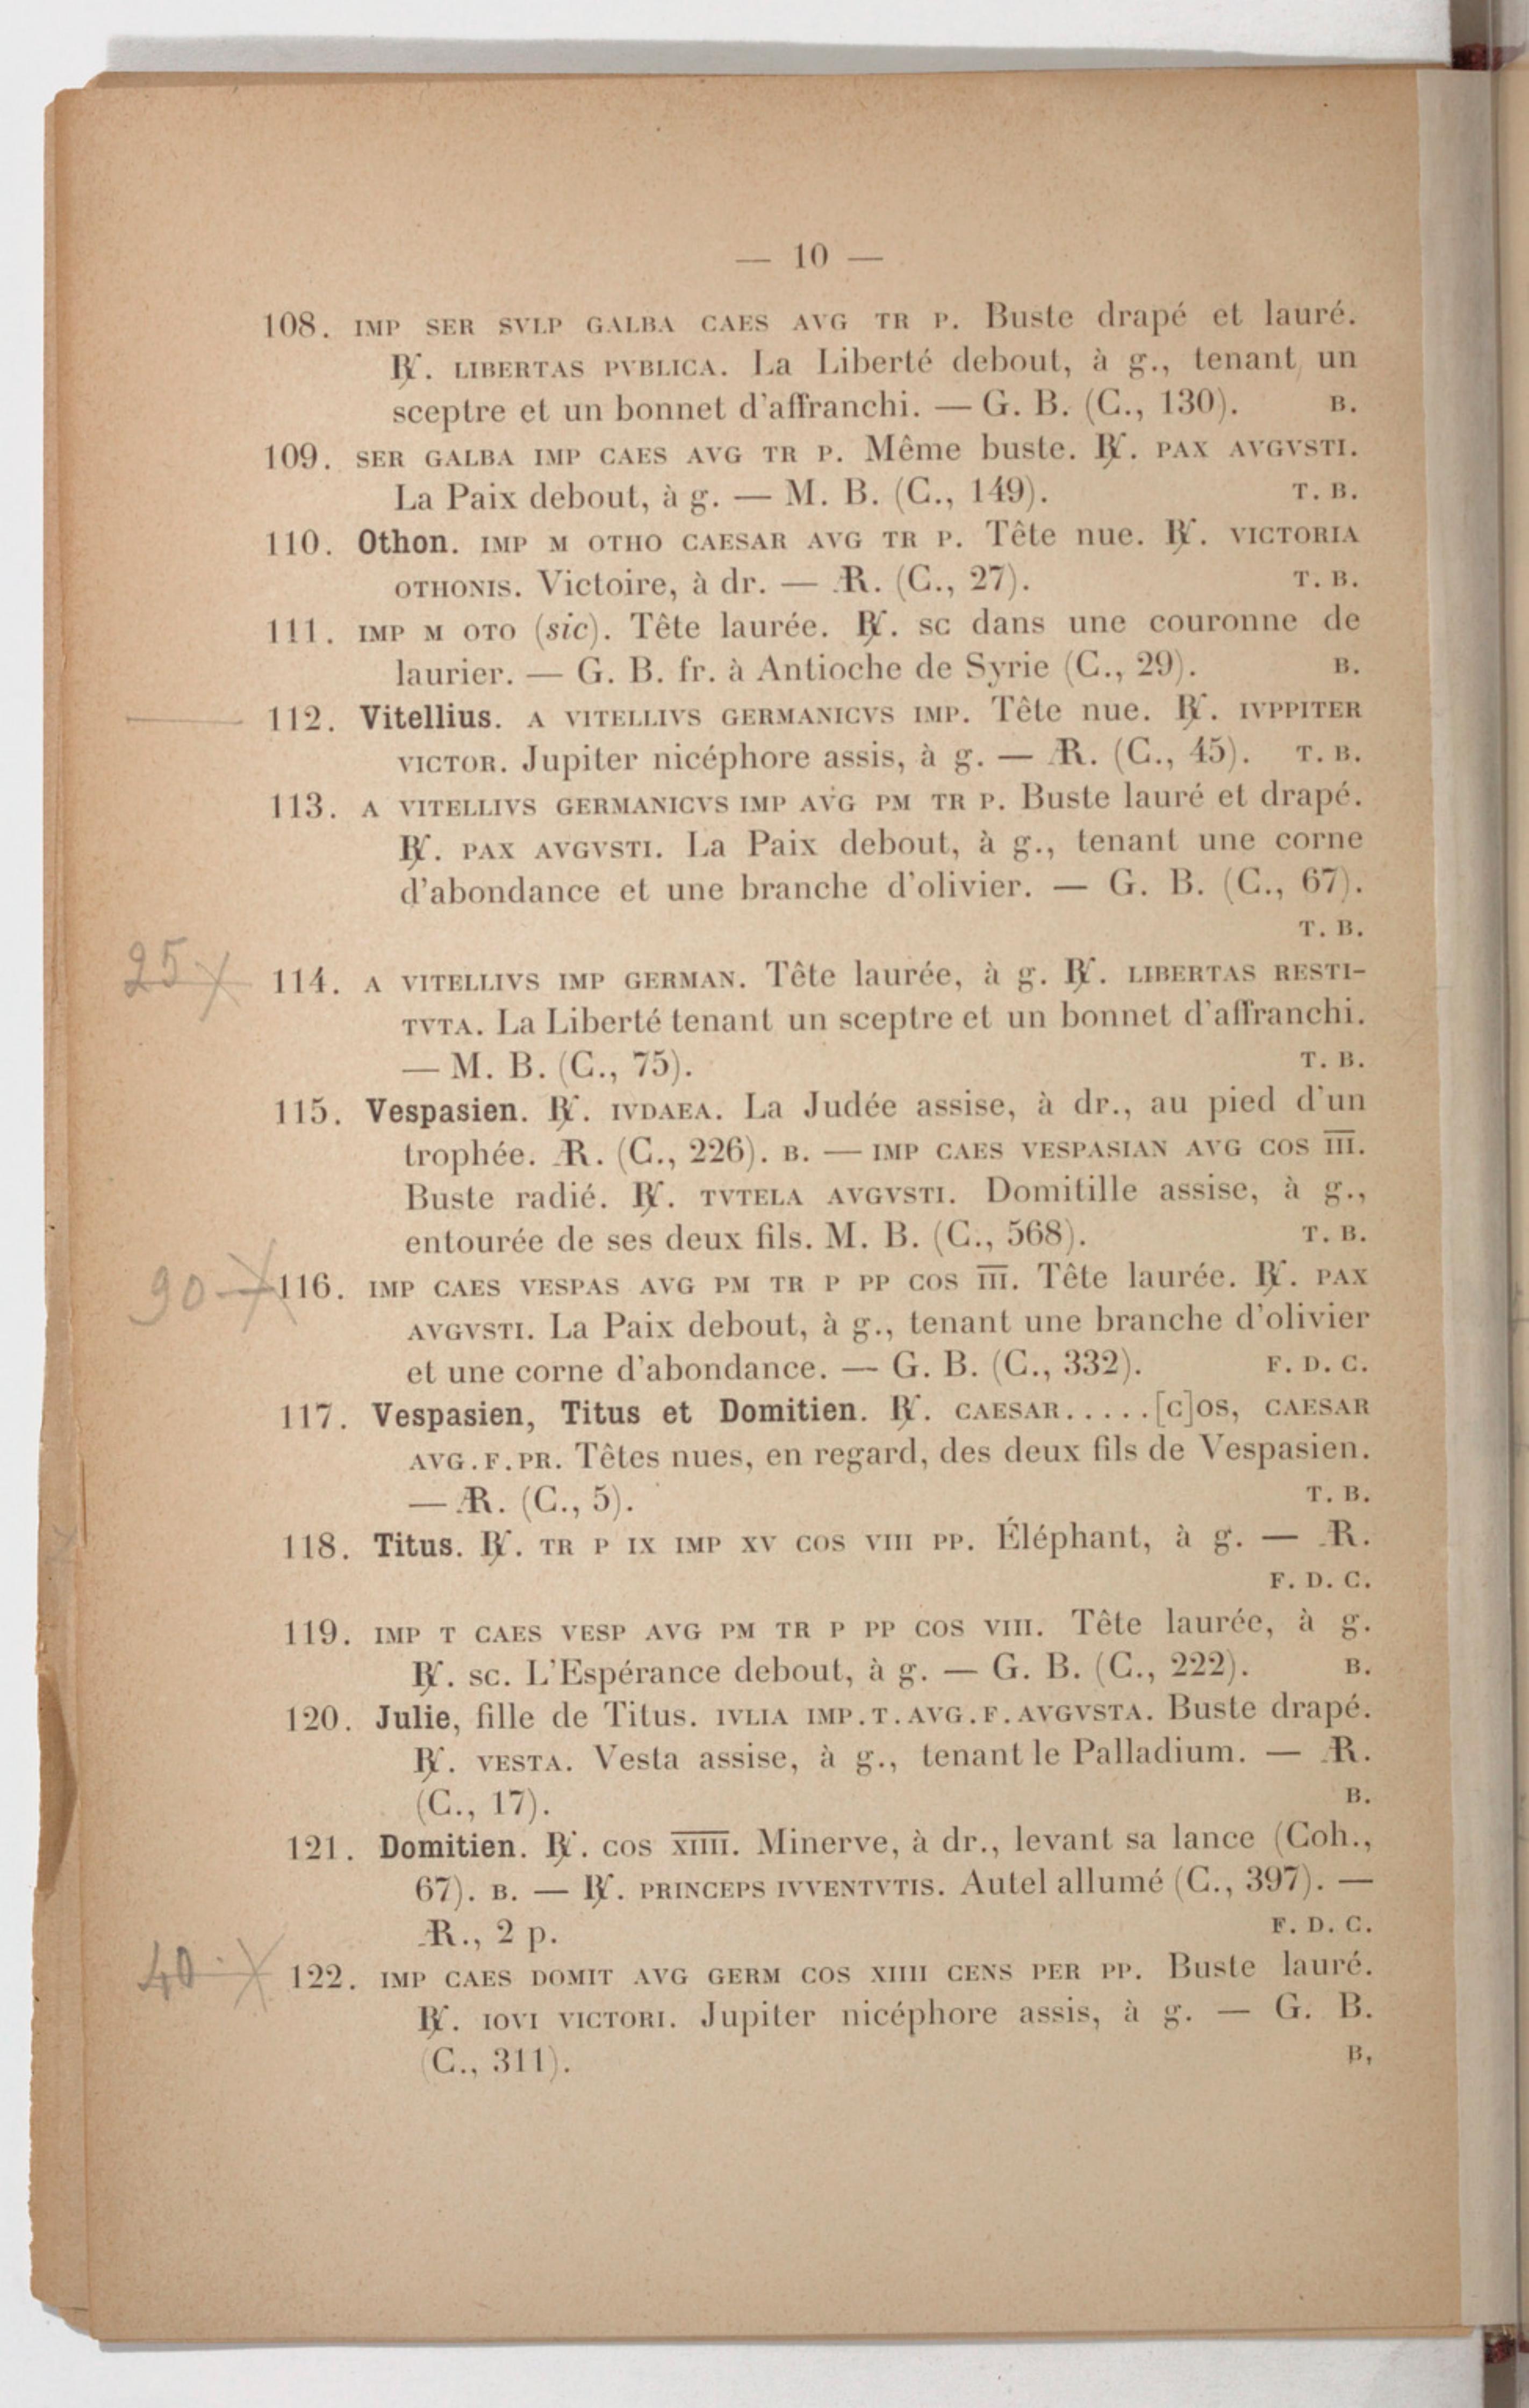 — 10 —
108. IMP SER SVLP GALBA CAES AVG TR P. Buste drapé et lauré.
℟. LIBERTAS PVBLICA. La Liberté debout, à g., tenant un
sceptre et un bonnet d'affranchi. — G. B. (C., 130). B.
109. SER GALBA IMP CAES AVG TR P. Même buste. ℟. PAX AVGVSTI.
La Paix debout, à g. — M. B. (C., 149). T. B.
110. Othon. IMP M OTHO CAESAR AVG TR P. Tête nue. ℟. VICTORIA
OTHONIS. Victoire, à dr. — Æ. (C., 27). T. B.
111. IMP M OTO (sic). Tête laurée. ℟. SC dans une couronne de
laurier. — G. B. fr. à Antioche de Syrie (C., 29). B.
112. Vitellius. A VITELLIVS GERMANICVS IMP. Tête nue. ℟. IVPPITER
VICTOR. Jupiter nicéphore assis, à g. — R. (C., 45). T. B.
113. A VITELLIVS GERMANICVS IMP AVG PM TR P. Buste lauré et drapé.
℟. PAX AVGVSTI. La Paix debout, à g., tenant une corne
d'abondance et une branche d'olivier. — G. B. (C., 67).
T. B.
25 114. A VITELLIVS IMP GERMAN. Tête laurée, à g. ℟. LIBERTAS RESTI-
TVTA. La Liberté tenant un sceptre et un bonnet d'affranchi.
— M. B. (C., 75). T. B.
115. Vespasien. ℟. IVDAEA. La Judée assise, à dr., au pied d'un
trophée. R. (C., 226). B. — IMP CAES VESPASIAN AVG COS III.
Buste radié. ℟. TVTELA AVGVSTI. Domitille assise, à g.,
entourée de ses deux fils. M. B. (C., 568). T. B.
90 116. IMP CAES VESPAS AVG PM TR P PP COS III. Tête laurée. ℟. PAX
AVGVSTI. La Paix debout, à g., tenant une branche d'olivier
et une corne d'abondance. — G. B. (C., 332). F. D. C.
117. Vespasien, Titus et Domitien. ℟. CAESAR.....[C]OS, CAESAR
AVG.F.PR. Têtes nues, en regard, des deux fils de Vespasien.
— R. (C., 5). T. B.
118. Titus. ℟. TR P IX IMP XV COS VIII PP. Éléphant, à g. — R.
F. D. C.
119. IMP T CAES VESP AVG PM TR P PP COS VIII. Tête laurée, à g.
℟. SC. L'Espérance debout, à g. — G. B. (C., 222). B.
120. Julie, fille de Titus. IVLIA IMP.T.AVG.F.AVGVSTA. Buste drapé.
℟. VESTA. Vesta assise, à g., tenant le Palladium. — R.
(C., 17). B.
121. Domitien. ℟. COS XIIII. Minerve, à dr., levant sa lance (Coh.,
67). B. — ℟. PRINCEPS IVVENTVTIS. Autel allumé (C., 397). —
R., 2 p. F. D. C.
40 122. IMP CAES DOMIT AVG GERM COS XIIII CENS PER PP. Buste lauré.
℟. IOVI VICTORI. Jupiter nicéphore assis, à g. — G. B.
(C., 311). B,